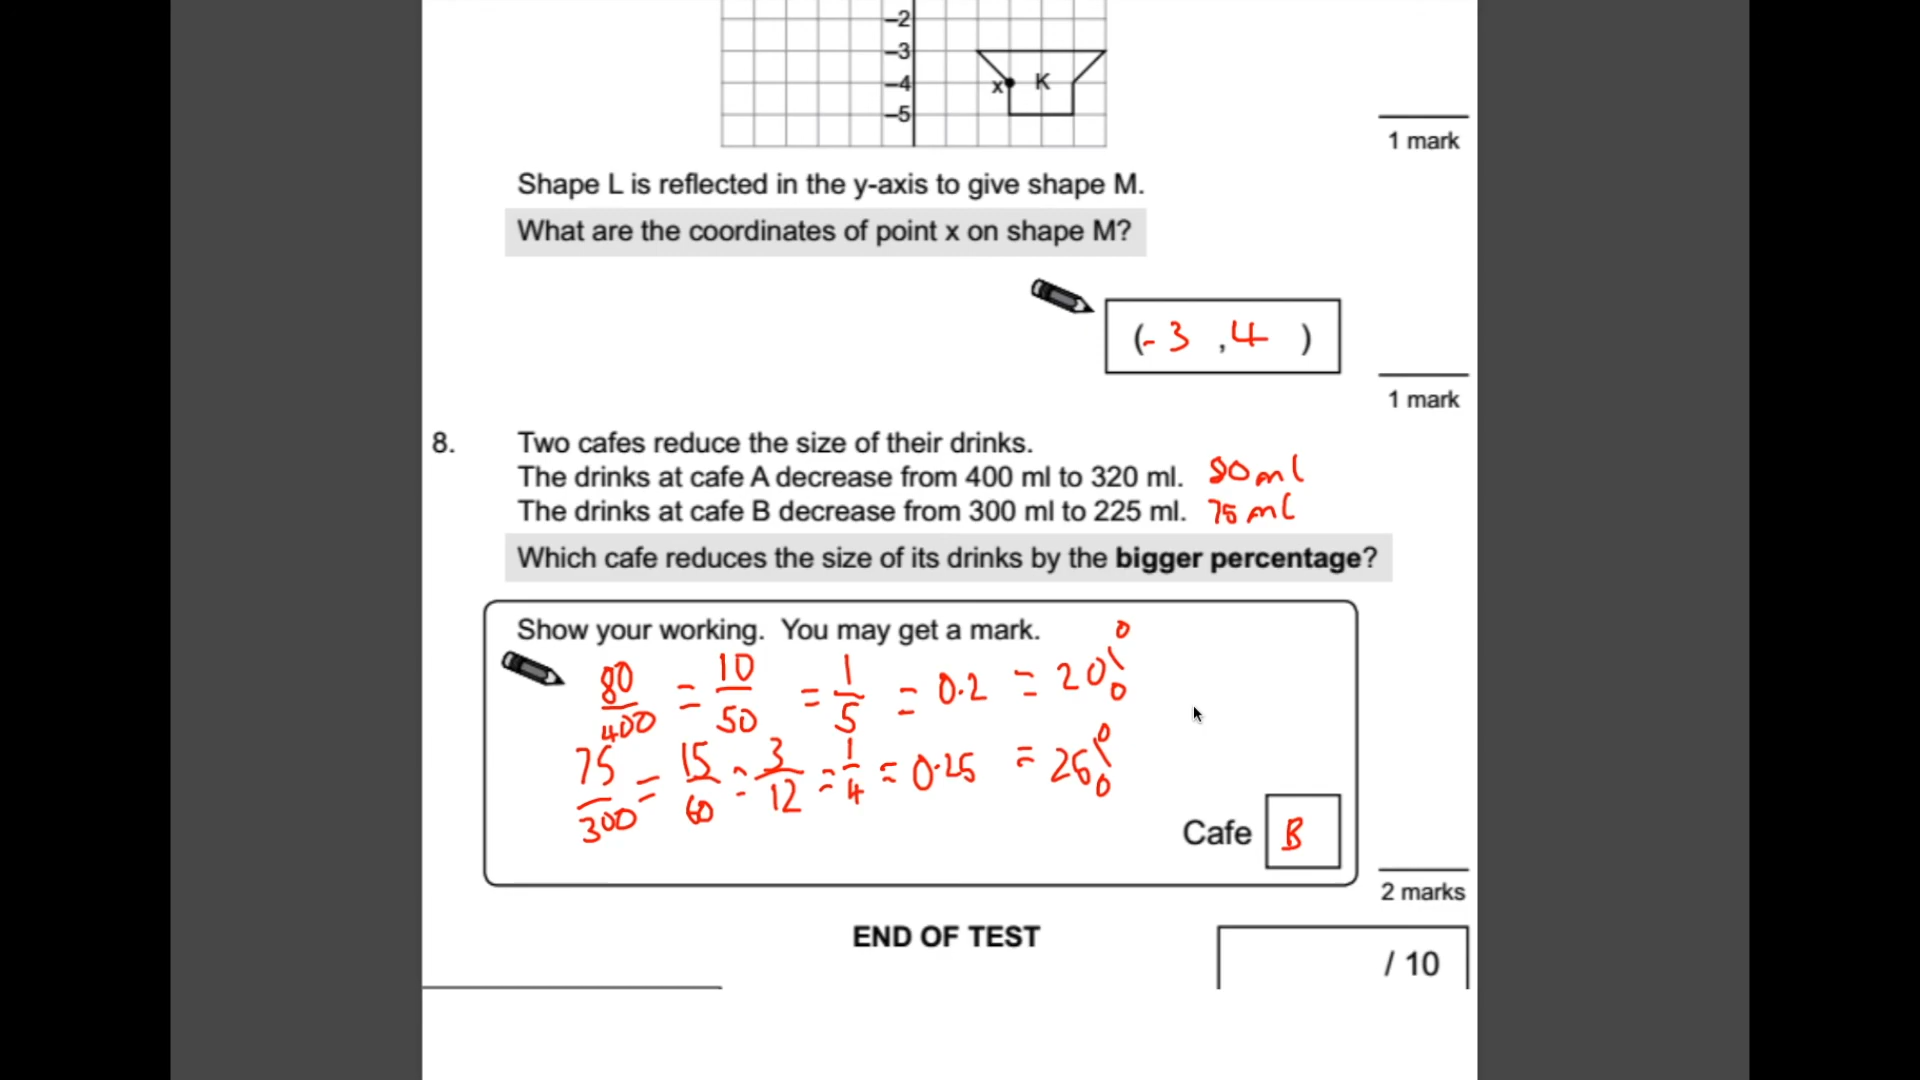 –2
–3
x K
–4
–5
1 mark
Shape L is reflected in the y-axis to give shape M.
What are the coordinates of point x on shape M?
(-3 , 4 )
1 mark
8. Two cafes reduce the size of their drinks.
The drinks at cafe A decrease from 400 ml to 320 ml. 80ml
The drinks at cafe B decrease from 300 ml to 225 ml. 75ml
Which cafe reduces the size of its drinks by the bigger percentage?
Show your working. You may get a mark.
80/400 = 10/50 = 1/5 = 0.2 = 20%
75/300 = 15/60 = 3/12 = 1/4 = 0.25 = 25%
Cafe B
2 marks
END OF TEST
/ 10